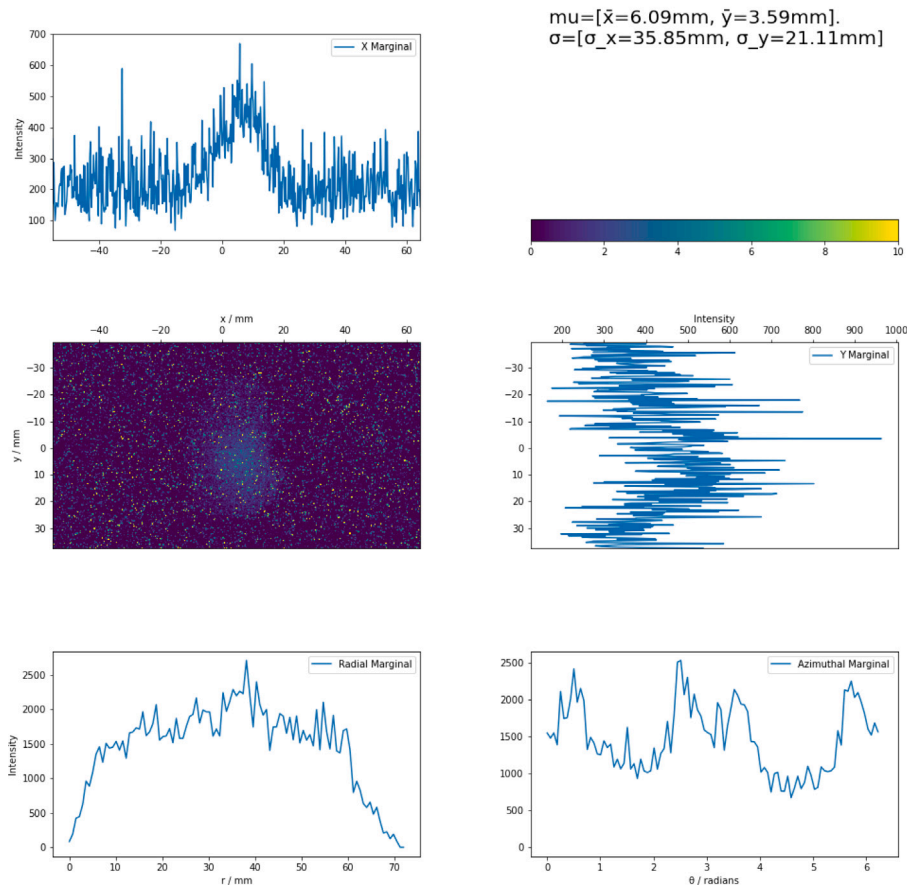 mu=[x̄=6.09mm, ȳ=3.59mm].
σ=[σ_x=35.85mm, σ_y=21.11mm]
700
600
500
400
300
200
100
Intensity
X Marginal
−40 −20 0 20 40 60
0 2 4 6 8 10
x / mm
−40 −20 0 20 40 60
−30
−20
−10
0
10
20
30
y / mm
Intensity
200 300 400 500 600 700 800 900 1000
Y Marginal
−30
−20
−10
0
10
20
30
Radial Marginal
2500
2000
1500
1000
500
0
Intensity
0 10 20 30 40 50 60 70
r / mm
Azimuthal Marginal
2500
2000
1500
1000
500
0
0 1 2 3 4 5 6
θ / radians